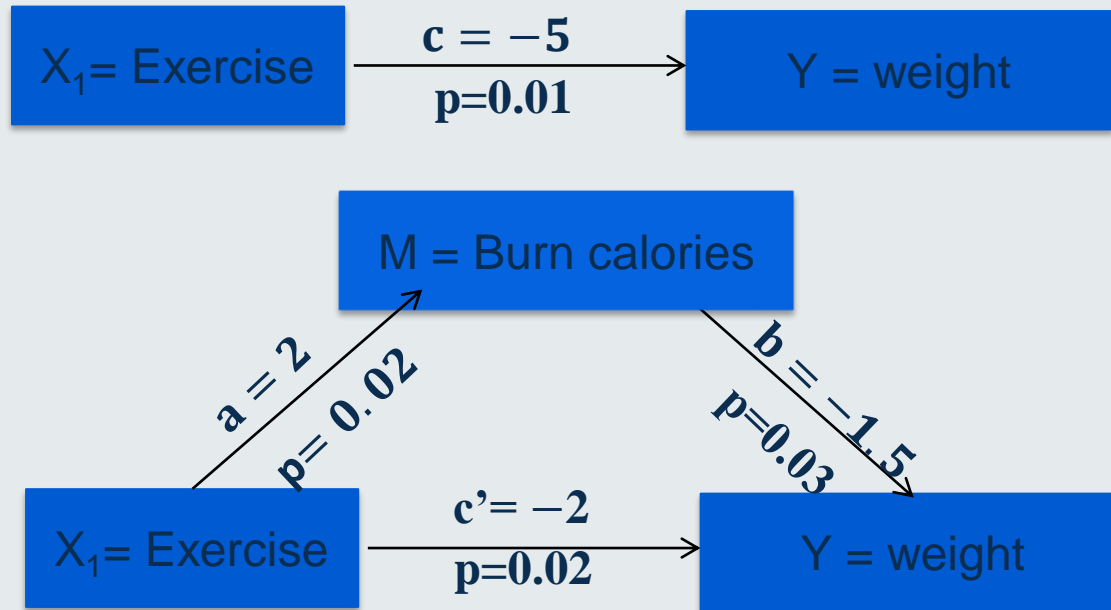 X₁= Exercise
c = −5
p=0.01
Y = weight
M = Burn calories
a = 2
p= 0.02
b = −1.5
p=0.03
X₁= Exercise
c’= −2
p=0.02
Y = weight